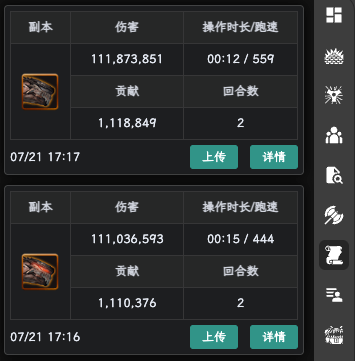 副本 伤害 操作时长/跑速
111,873,851 00:12 / 559
贡献 回合数
1,118,849 2
07/21 17:17 上传 详情
副本 伤害 操作时长/跑速
111,036,593 00:15 / 444
贡献 回合数
1,110,376 2
07/21 17:16 上传 详情